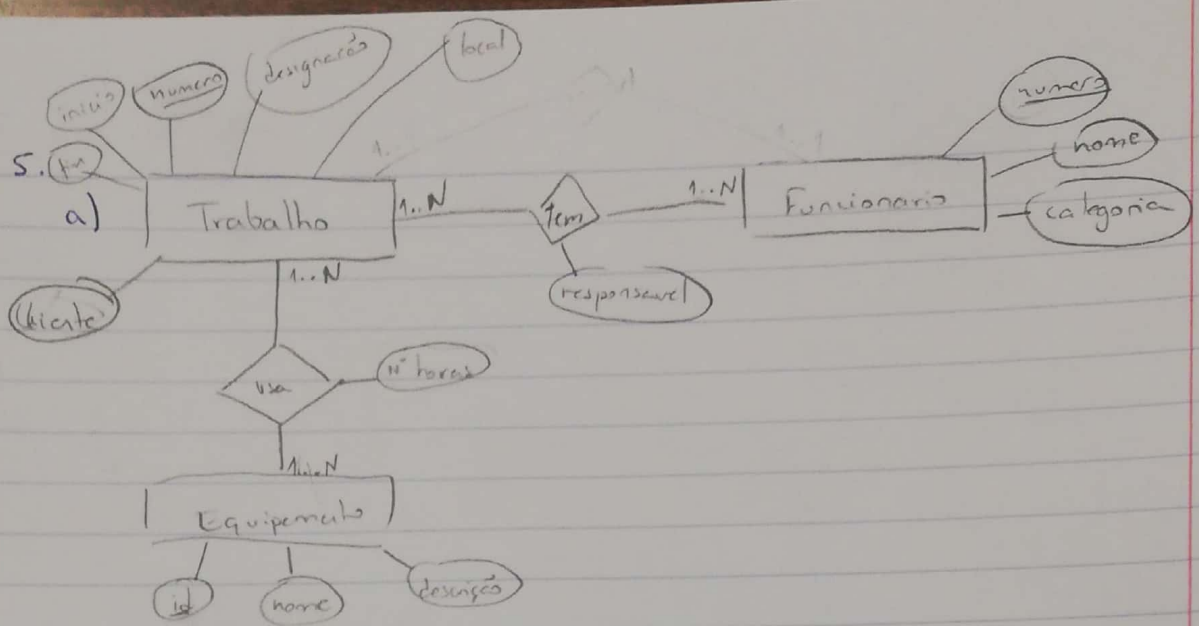 local
designação
numero
inicio
numero
nome
5. fim
a)
Trabalho
1..N
Tem
1..N
Funcionario
categoria
1..N
responsavel
Cliente
usa
Nº horas
1...N
Equipamento
id
nome
descrição